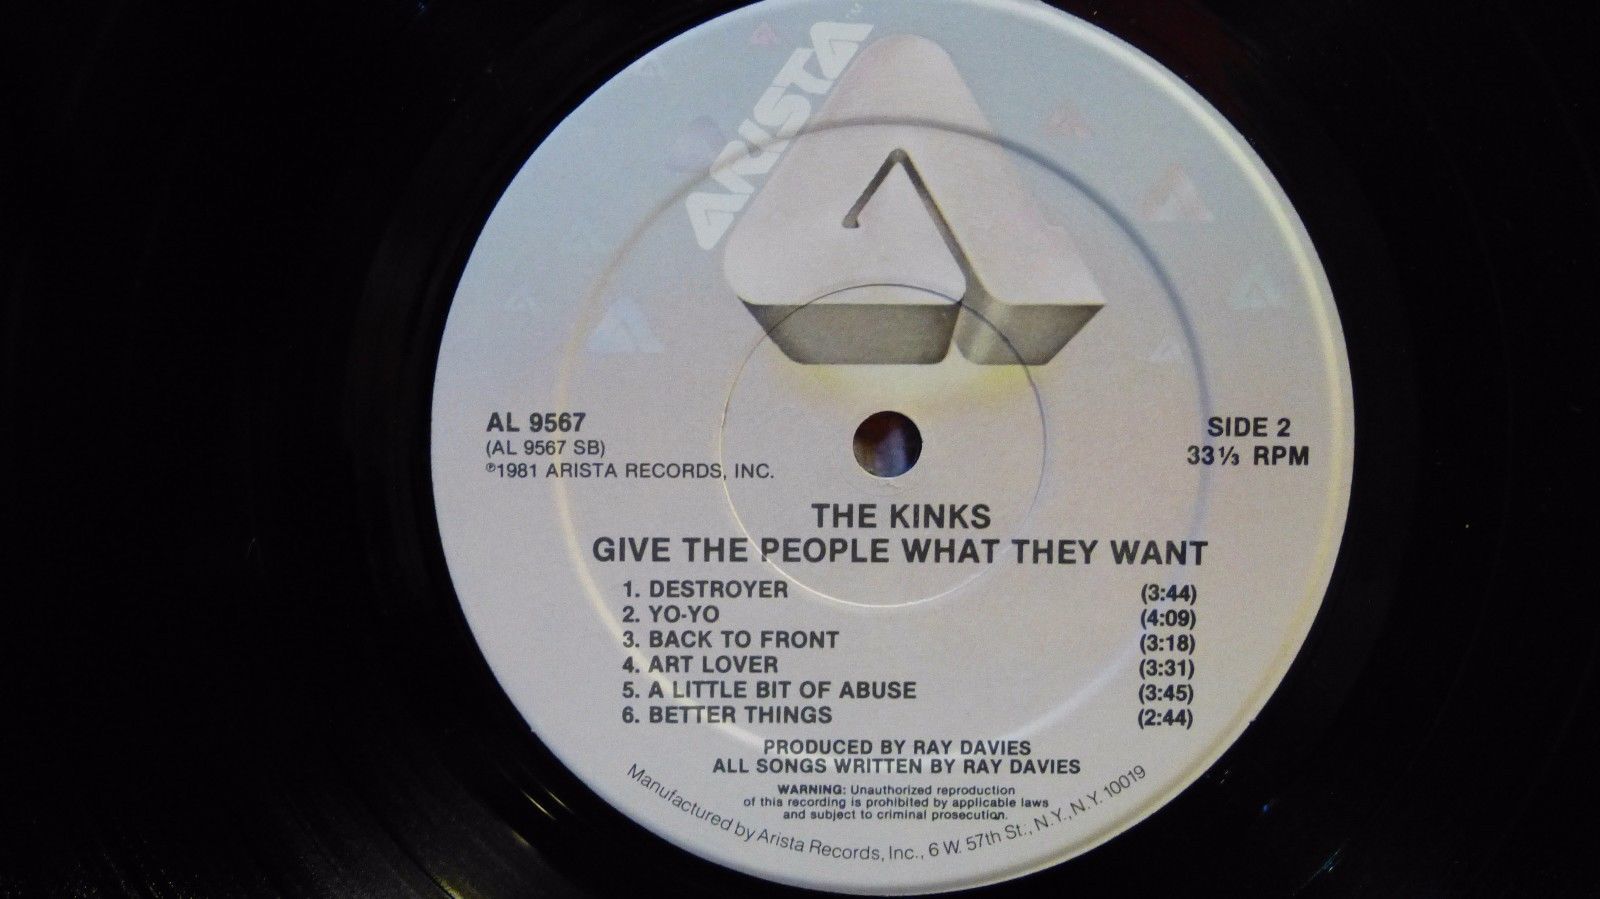 ARISTA™
AL 9567
(AL 9567 SB)
℗1981 ARISTA RECORDS, INC.
SIDE 2
33 1/3 RPM
THE KINKS
GIVE THE PEOPLE WHAT THEY WANT
1. DESTROYER (3:44)
2. YO-YO (4:09)
3. BACK TO FRONT (3:18)
4. ART LOVER (3:31)
5. A LITTLE BIT OF ABUSE (3:45)
6. BETTER THINGS (2:44)
PRODUCED BY RAY DAVIES
ALL SONGS WRITTEN BY RAY DAVIES
WARNING: Unauthorized reproduction
of this recording is prohibited by applicable laws
and subject to criminal prosecution.
Manufactured by Arista Records, Inc., 6 W. 57th St., N.Y., N.Y. 10019